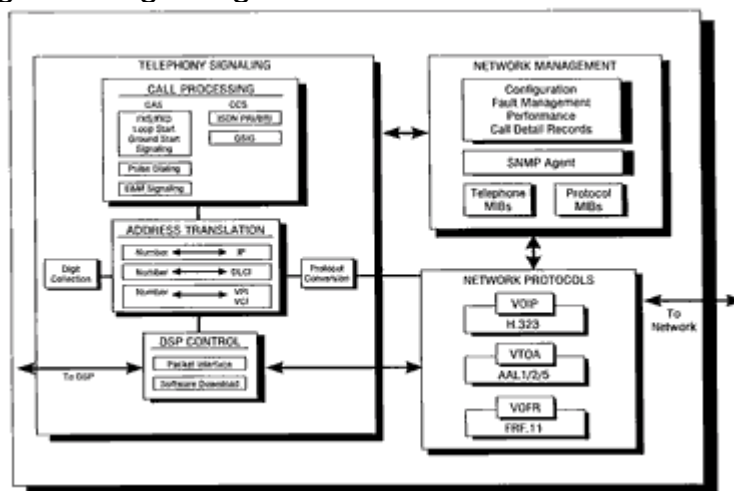 TELEPHONY SIGNALING
CALL PROCESSING
CAS
FXS/FXO
Loop Start
Ground Start
Signaling
Pulse Dialing
E&M Signaling
CCS
ISDN PRI/BRI
QSIG
ADDRESS TRANSLATION
Number IP
Number DLCI
Number VPI
VCI
Digit
Collection
Protocol
Conversion
DSP CONTROL
Packet Interface
Software Download
To DSP
NETWORK MANAGEMENT
Configuration
Fault Management
Performance
Call Detail Records
SNMP Agent
Telephone
MIBs
Protocol
MIBs
NETWORK PROTOCOLS
VOIP
H.323
VTOA
AAL1/2/5
VOFR
FRF.11
To
Network